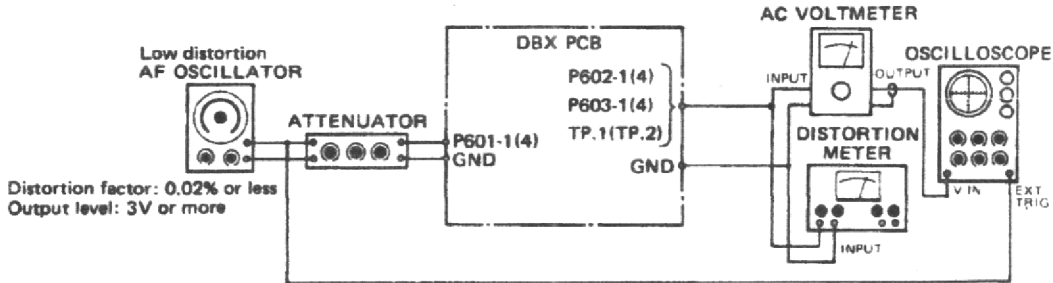 Low distortion
AF OSCILLATOR
Distortion factor: 0.02% or less
Output level: 3V or more
ATTENUATOR
DBX PCB
P601-1(4)
GND
P602-1(4)
P603-1(4)
TP.1(TP.2)
GND
AC VOLTMETER
INPUT
OUTPUT
DISTORTION
METER
INPUT
OSCILLOSCOPE
V IN
EXT
TRIG